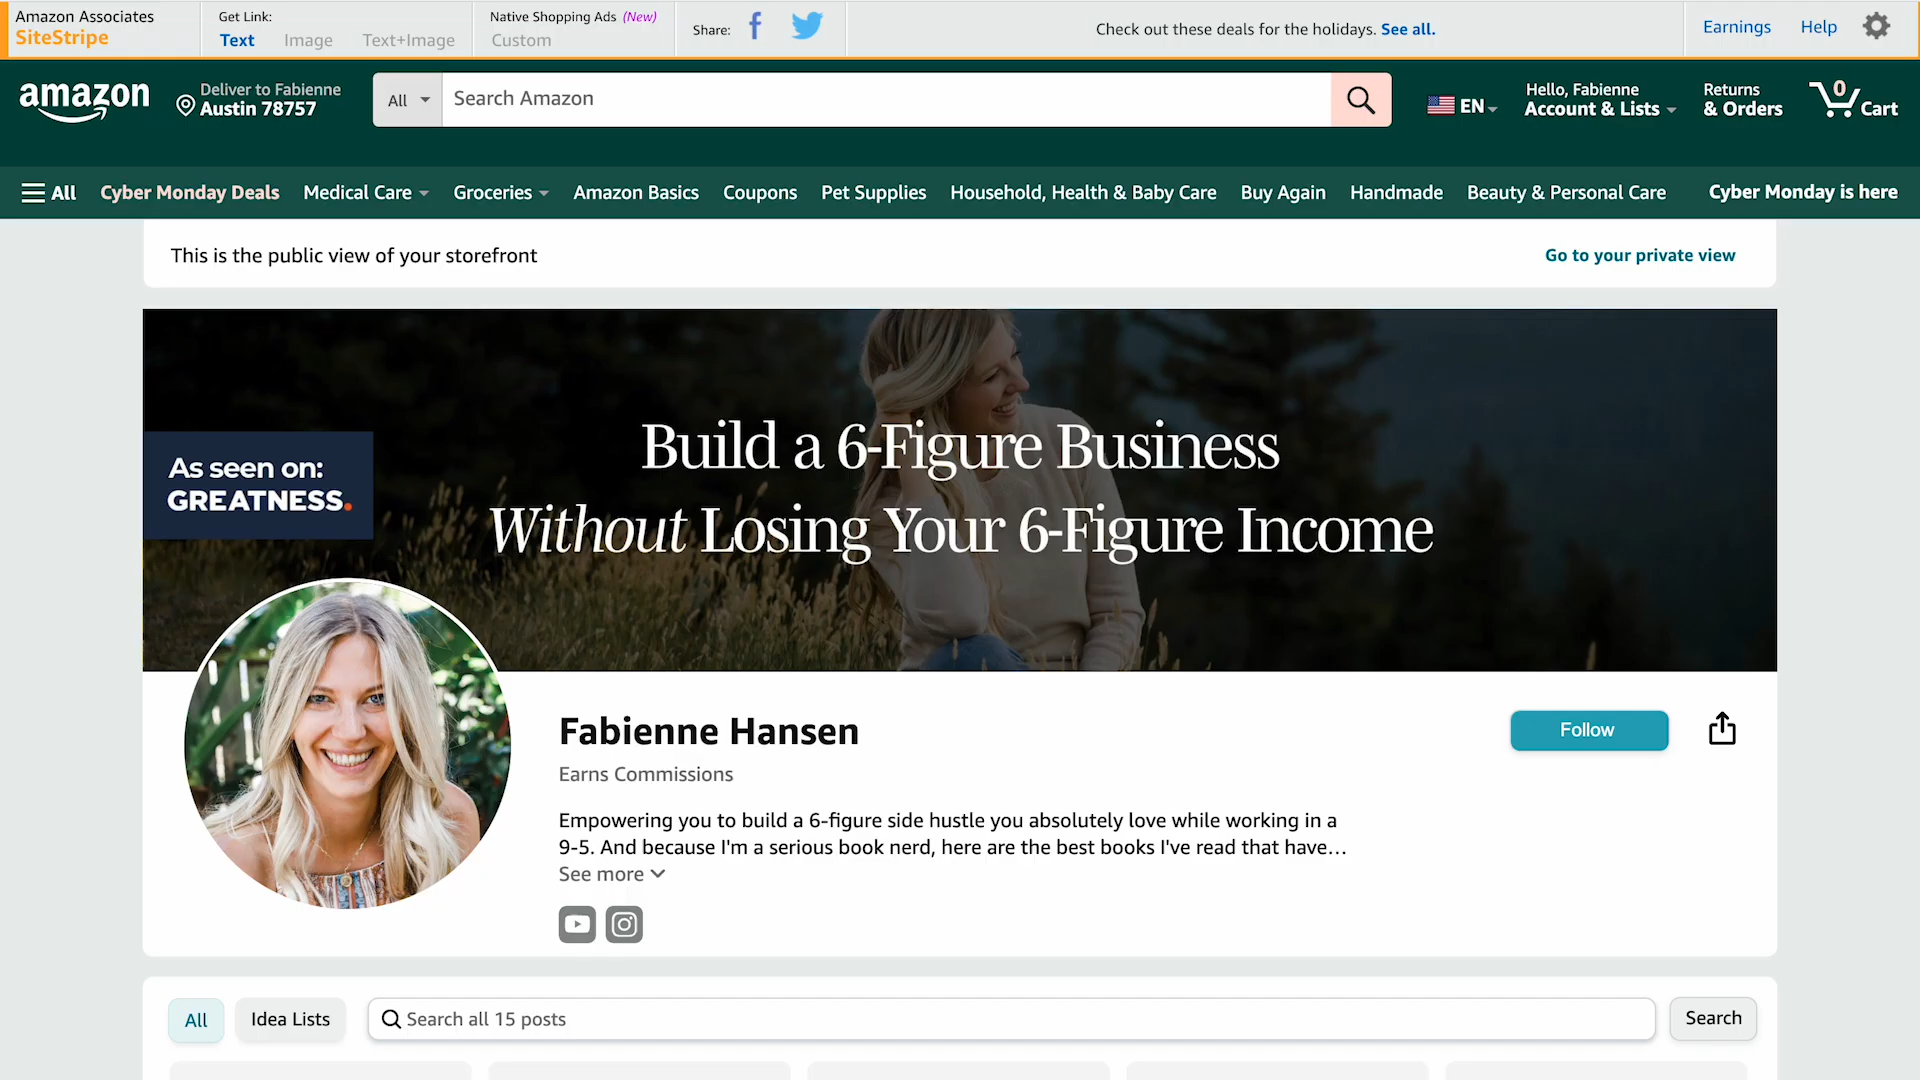 Amazon Associates
SiteStripe
Get Link:
Text Image Text+Image
Native Shopping Ads (New)
Custom
Share:
Check out these deals for the holidays. See all.
Earnings Help
amazon
Deliver to Fabienne
Austin 78757
All
Search Amazon
EN
Hello, Fabienne
Account & Lists
Returns
& Orders
0
Cart
All Cyber Monday Deals Medical Care Groceries Amazon Basics Coupons Pet Supplies Household, Health & Baby Care Buy Again Handmade Beauty & Personal Care Cyber Monday is here
This is the public view of your storefront
Go to your private view
Build a 6-Figure Business
Without Losing Your 6-Figure Income
As seen on:
GREATNESS.
Fabienne Hansen
Earns Commissions
Follow
Empowering you to build a 6-figure side hustle you absolutely love while working in a
9-5. And because I'm a serious book nerd, here are the best books I've read that have…
See more
All Idea Lists Search all 15 posts Search